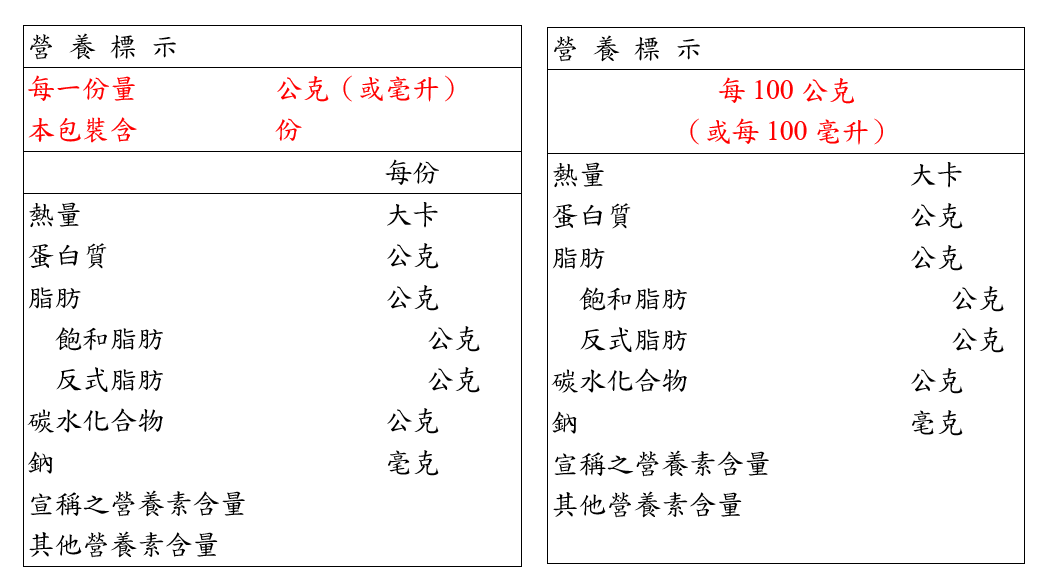 營 養 標 示
每一份量 公克（或毫升）
本包裝含 份
每份
熱量 大卡
蛋白質 公克
脂肪 公克
飽和脂肪 公克
反式脂肪 公克
碳水化合物 公克
鈉 毫克
宣稱之營養素含量
其他營養素含量
營 養 標 示
每 100 公克
（或每 100 毫升）
熱量 大卡
蛋白質 公克
脂肪 公克
飽和脂肪 公克
反式脂肪 公克
碳水化合物 公克
鈉 毫克
宣稱之營養素含量
其他營養素含量